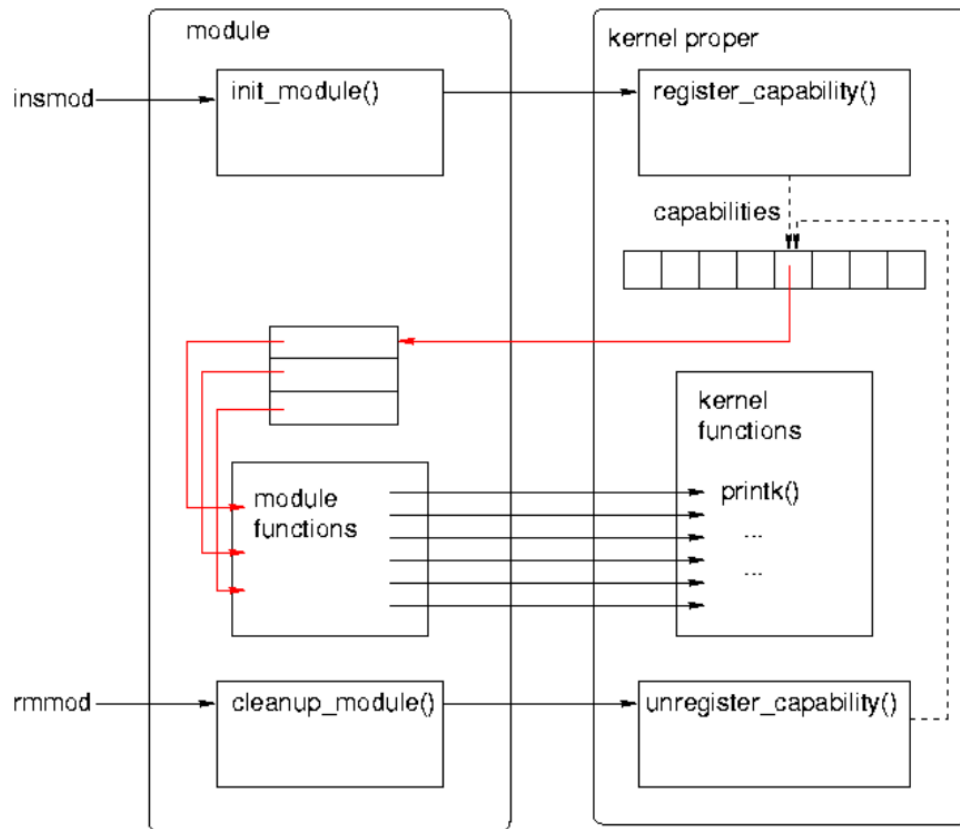 module
kernel proper
insmod
init_module()
register_capability()
capabilities
kernel
functions
printk()
...
...
module
functions
rmmod
cleanup_module()
unregister_capability()